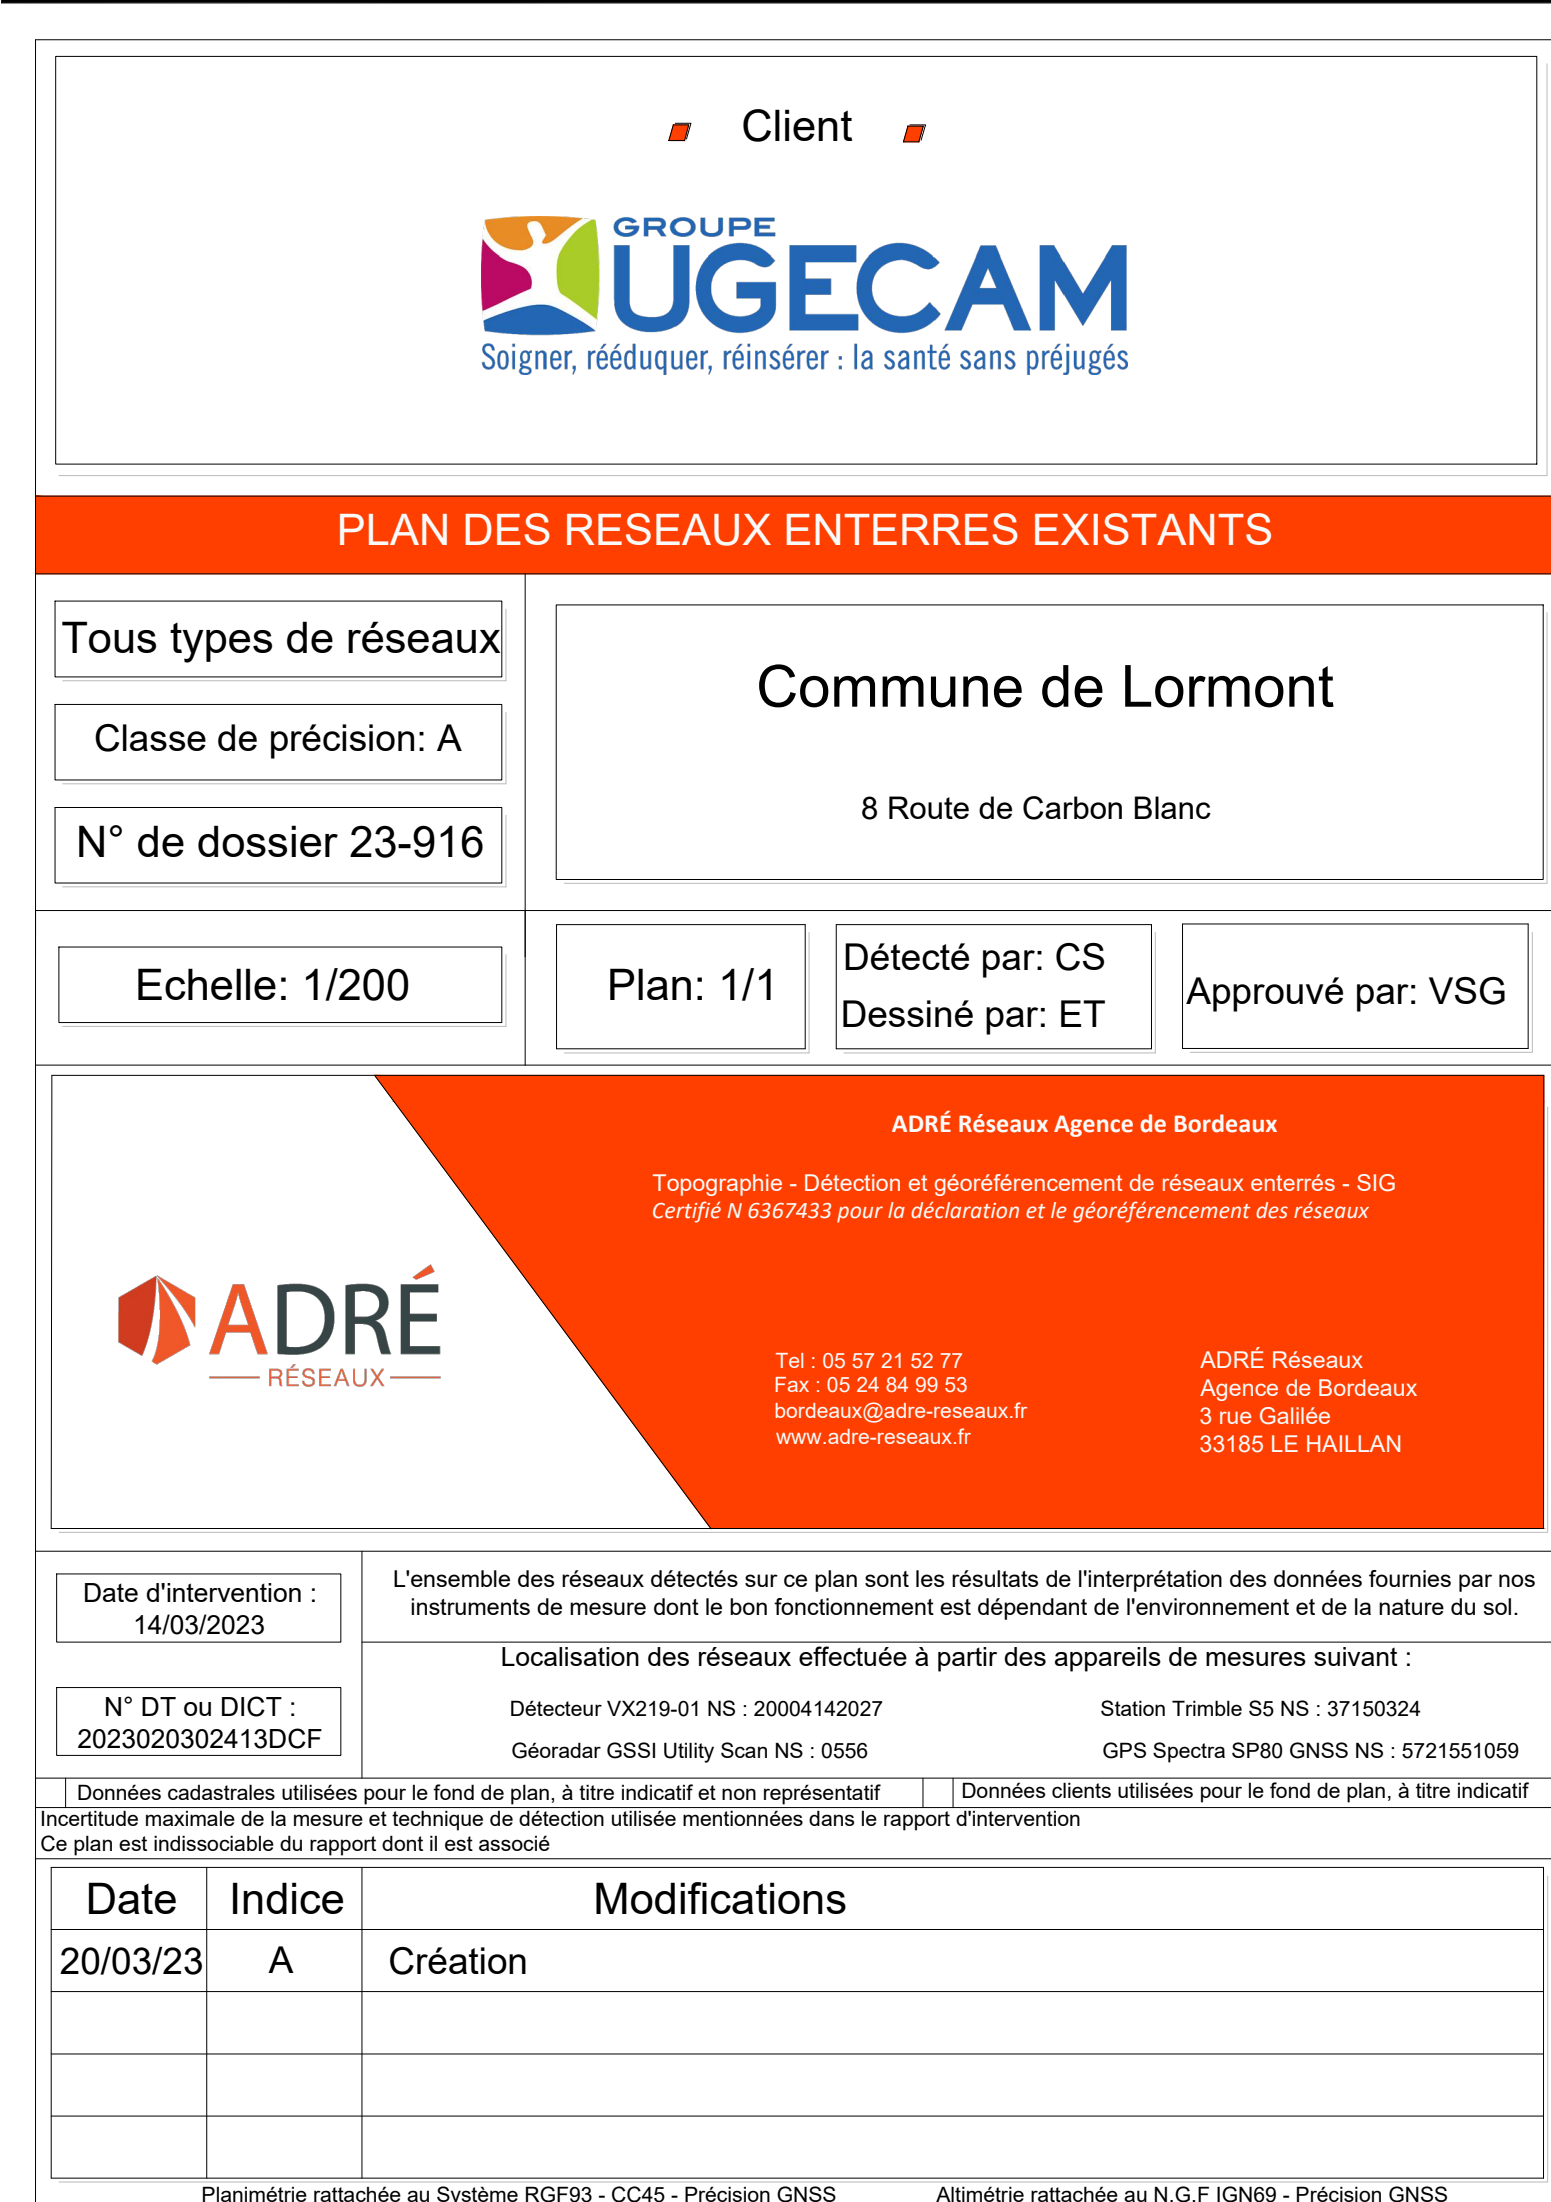 Client
GROUPE
UGECAM
Soigner, rééduquer, réinsérer : la santé sans préjugés
PLAN DES RESEAUX ENTERRES EXISTANTS
Tous types de réseaux
Classe de précision: A
N° de dossier 23-916
Commune de Lormont
8 Route de Carbon Blanc
Echelle: 1/200
Plan: 1/1
Détecté par: CS
Dessiné par: ET
Approuvé par: VSG
ADRÉ
RÉSEAUX
ADRÉ Réseaux Agence de Bordeaux
Topographie - Détection et géoréférencement de réseaux enterrés - SIG
Certifié N 6367433 pour la déclaration et le géoréférencement des réseaux
Tel : 05 57 21 52 77
Fax : 05 24 84 99 53
bordeaux@adre-reseaux.fr
www.adre-reseaux.fr
ADRÉ Réseaux
Agence de Bordeaux
3 rue Galilée
33185 LE HAILLAN
Date d'intervention :
14/03/2023
N° DT ou DICT :
2023020302413DCF
L'ensemble des réseaux détectés sur ce plan sont les résultats de l'interprétation des données fournies par nos
instruments de mesure dont le bon fonctionnement est dépendant de l'environnement et de la nature du sol.
Localisation des réseaux effectuée à partir des appareils de mesures suivant :
Détecteur VX219-01 NS : 20004142027
Station Trimble S5 NS : 37150324
Géoradar GSSI Utility Scan NS : 0556
GPS Spectra SP80 GNSS NS : 5721551059
Données cadastrales utilisées pour le fond de plan, à titre indicatif et non représentatif
Données clients utilisées pour le fond de plan, à titre indicatif
Incertitude maximale de la mesure et technique de détection utilisée mentionnées dans le rapport d'intervention
Ce plan est indissociable du rapport dont il est associé
Date Indice Modifications
20/03/23 A Création
Planimétrie rattachée au Système RGF93 - CC45 - Précision GNSS
Altimétrie rattachée au N.G.F IGN69 - Précision GNSS